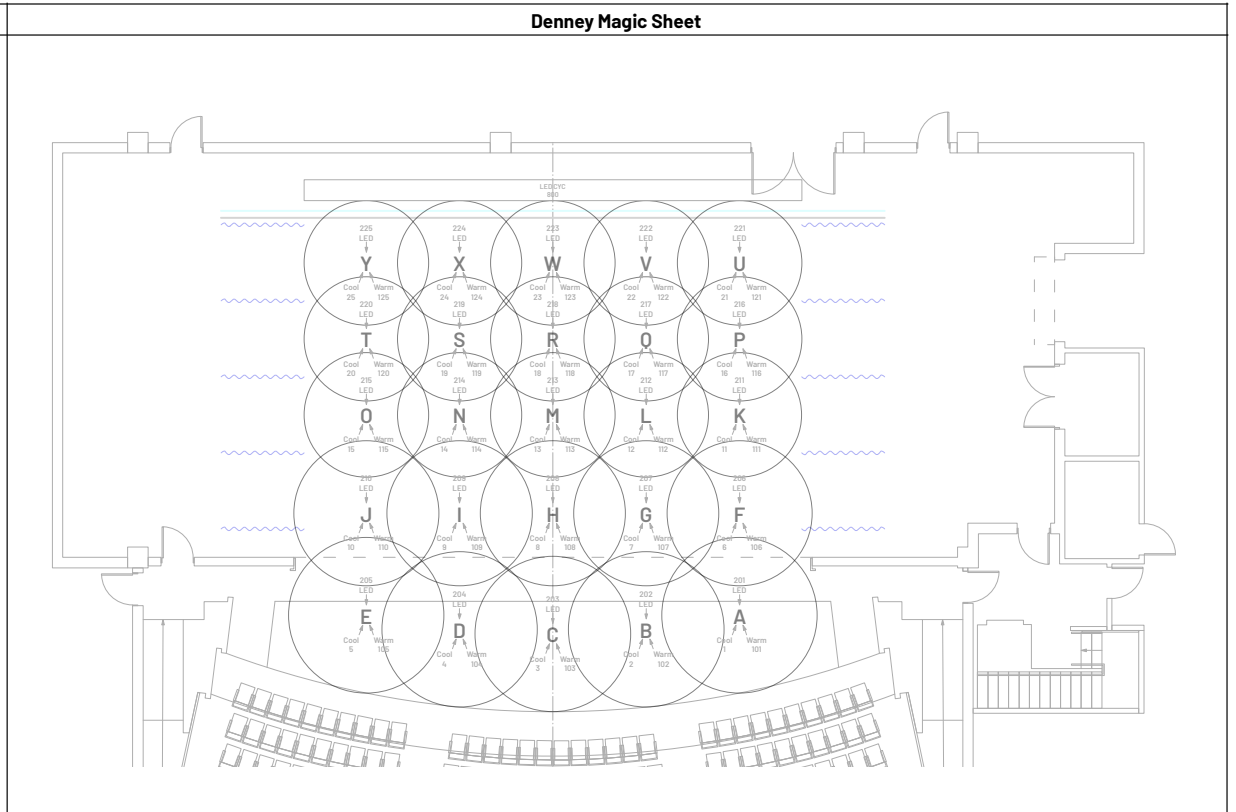 Denney Magic Sheet
LED CYC
800
225 224 223 222 221
LED LED LED LED LED
Y X W V U
Cool Warm Cool Warm Cool Warm Cool Warm Cool Warm
25 125 24 124 23 123 22 122 21 121
220 219 218 217 216
LED LED LED LED LED
T S R Q P
Cool Warm Cool Warm Cool Warm Cool Warm Cool Warm
20 120 19 119 18 118 17 117 16 116
215 214 213 212 211
LED LED LED LED LED
O N M L K
Cool Warm Cool Warm Cool Warm Cool Warm Cool Warm
15 115 14 114 13 113 12 112 11 111
210 209 208 207 206
LED LED LED LED LED
J I H G F
Cool Warm Cool Warm Cool Warm Cool Warm Cool Warm
10 110 9 109 8 108 7 107 6 106
205 204 203 202 201
LED LED LED LED LED
E D C B A
Cool Warm Cool Warm Cool Warm Cool Warm Cool Warm
5 105 4 104 3 103 2 102 1 101